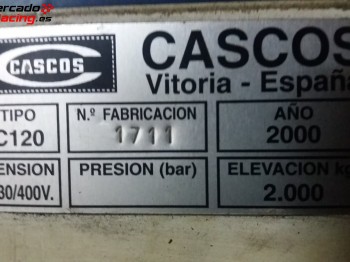 mercado
racing.es
CASCOS
CASCOS
Vitoria - España
TIPO
Nº FABRICACION
AÑO
C120
1711
2000
ENSION
PRESION (bar)
ELEVACION kg
30/400V.
2.000